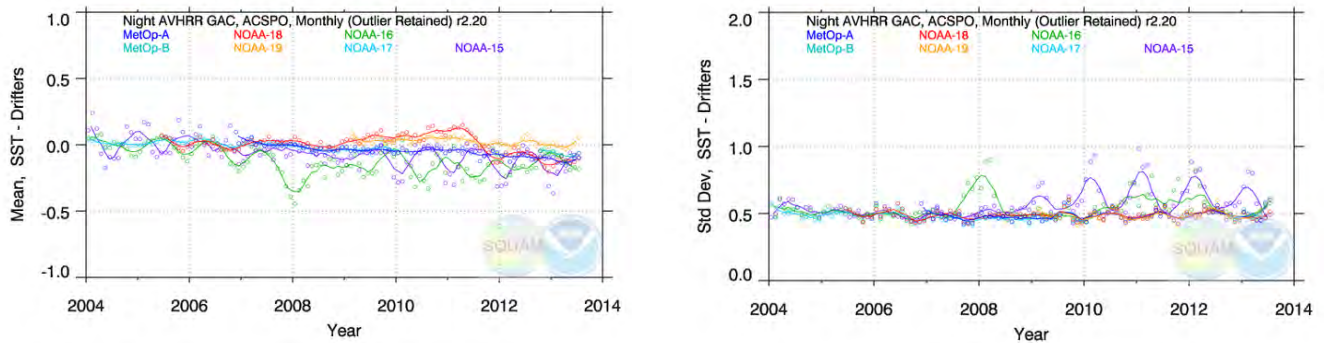 Night AVHRR GAC, ACSPO, Monthly (Outlier Retained) r2.20
MetOp-A NOAA-18 NOAA-16
MetOp-B NOAA-19 NOAA-17 NOAA-15
Mean, SST - Drifters
1.0
0.5
0.0
-0.5
-1.0
SQUAM
2004 2006 2008 2010 2012 2014
Year
Night AVHRR GAC, ACSPO, Monthly (Outlier Retained) r2.20
MetOp-A NOAA-18 NOAA-16
MetOp-B NOAA-19 NOAA-17 NOAA-15
Std Dev, SST - Drifters
2.0
1.5
1.0
0.5
0.0
SQUAM
2004 2006 2008 2010 2012 2014
Year